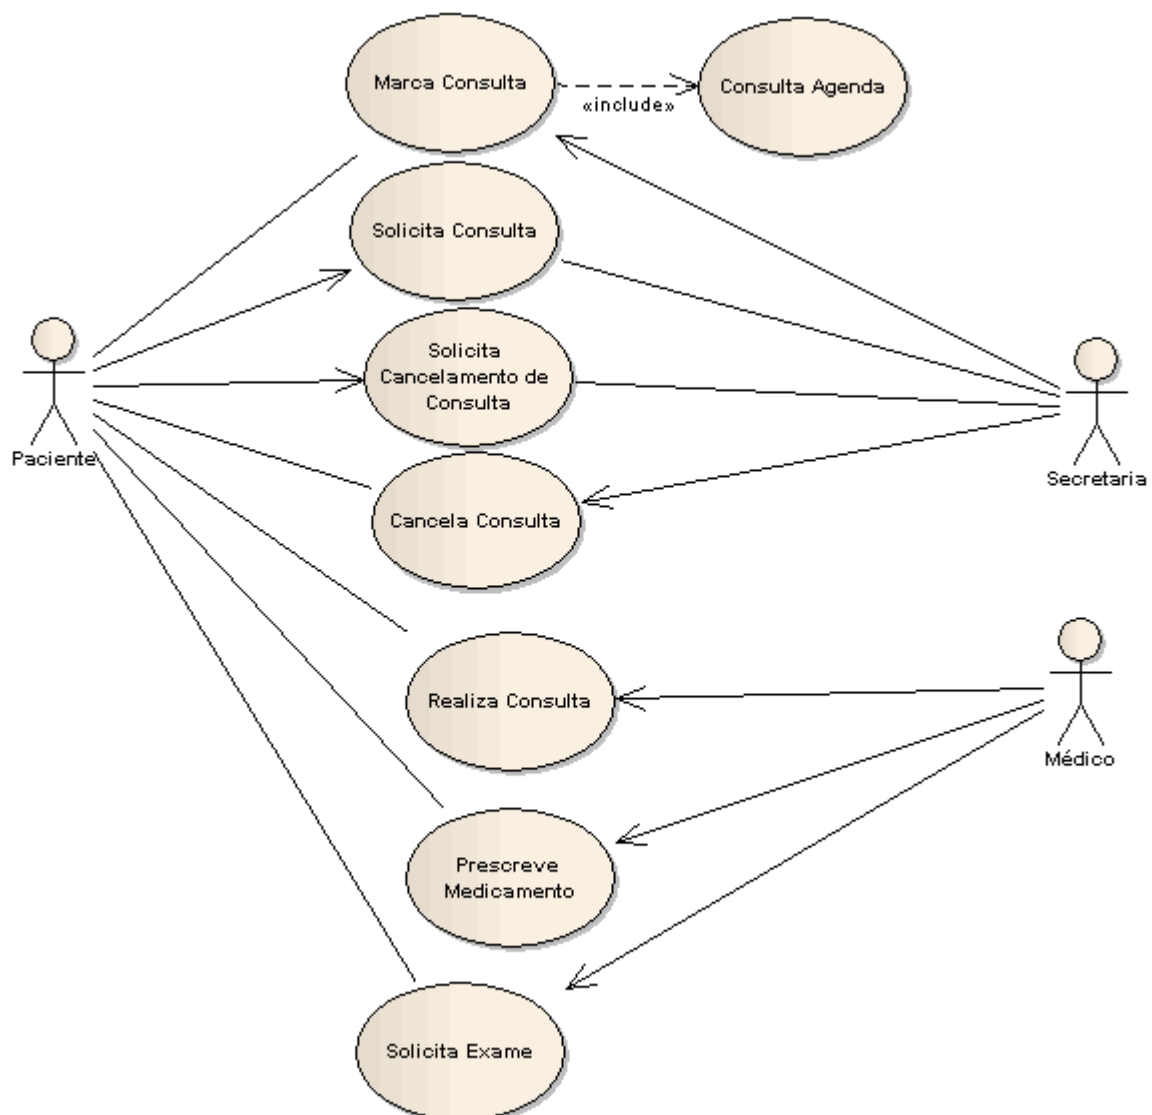 Marca Consulta
Consulta Agenda
«include»
Solicita Consulta
Solicita
Cancelamento de
Consulta
Paciente
Secretaria
Cancela Consulta
Realiza Consulta
Médico
Prescreve
Medicamento
Solicita Exame